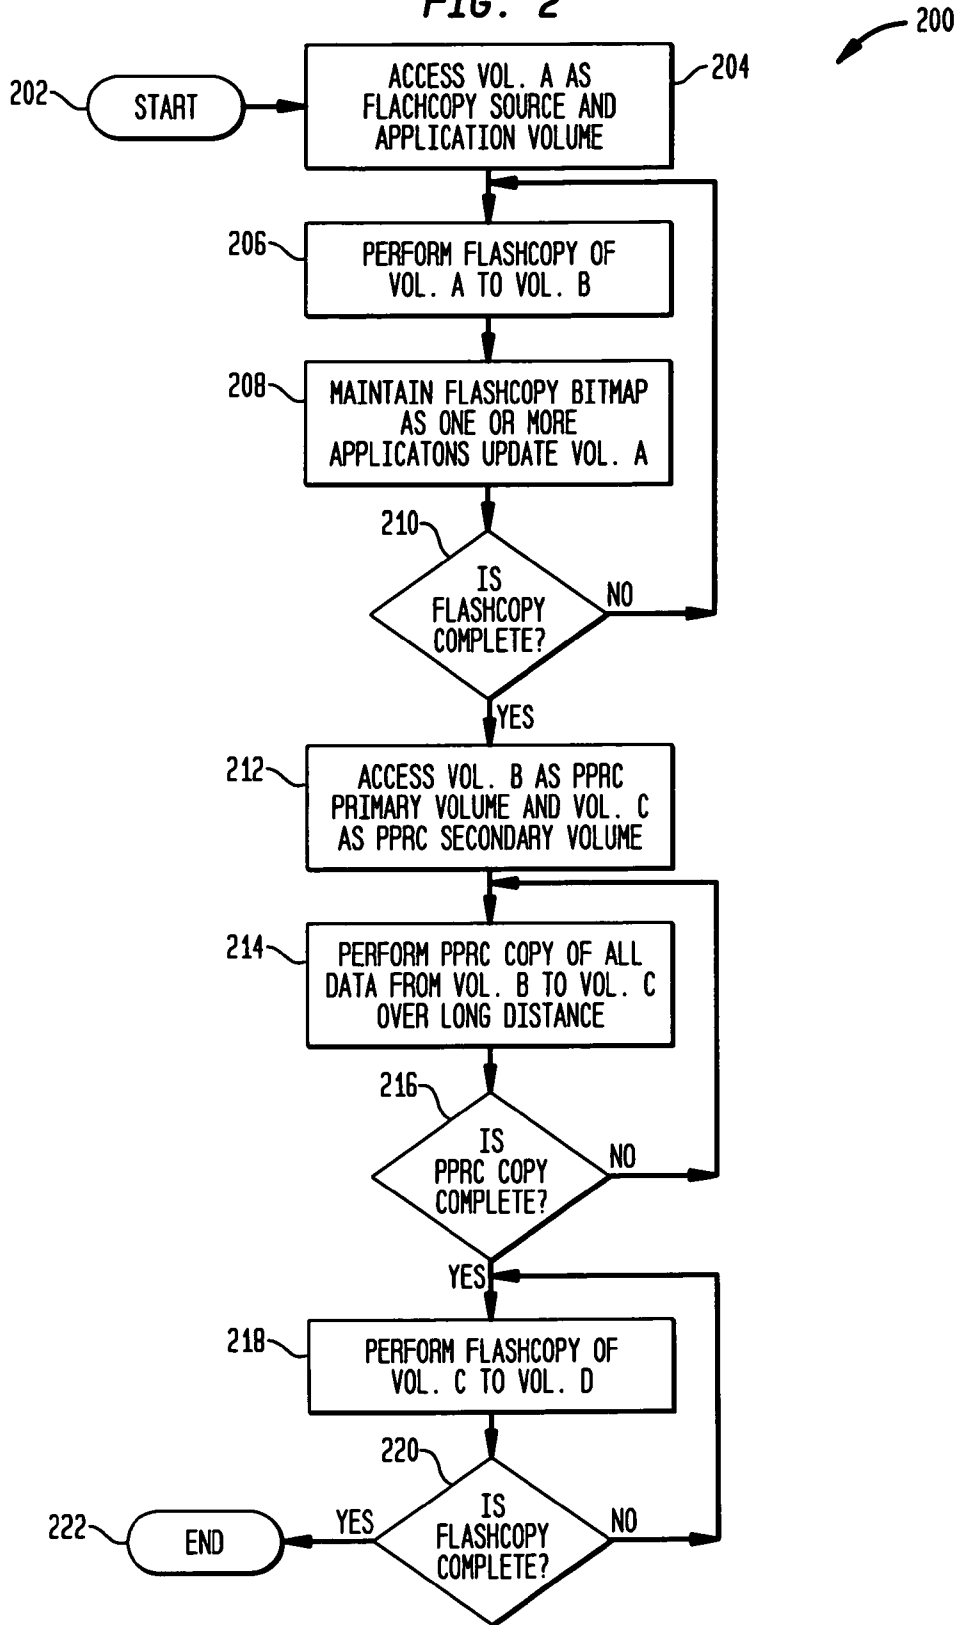 FIG. 2
200
202
START
ACCESS VOL. A AS
FLACHCOPY SOURCE AND
APPLICATION VOLUME
204
206
PERFORM FLASHCOPY OF
VOL. A TO VOL. B
208
MAINTAIN FLASHCOPY BITMAP
AS ONE OR MORE
APPLICATONS UPDATE VOL. A
210
IS
FLASHCOPY
COMPLETE?
NO
YES
212
ACCESS VOL. B AS PPRC
PRIMARY VOLUME AND VOL. C
AS PPRC SECONDARY VOLUME
214
PERFORM PPRC COPY OF ALL
DATA FROM VOL. B TO VOL. C
OVER LONG DISTANCE
216
IS
PPRC COPY
COMPLETE?
NO
YES
218
PERFORM FLASHCOPY OF
VOL. C TO VOL. D
220
IS
FLASHCOPY
COMPLETE?
NO
YES
222
END